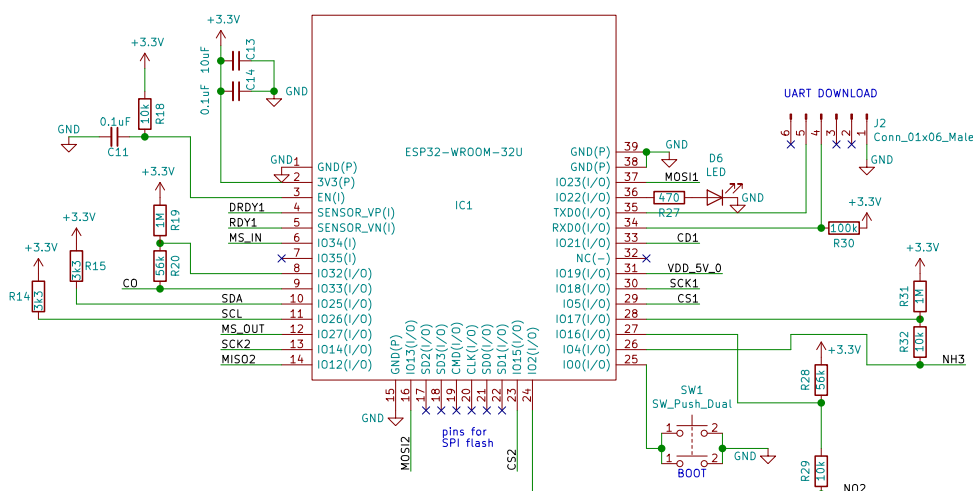 +3.3V
+3.3V
10uF
C13
0.1uF
C14
GND
UART DOWNLOAD
GND
0.1uF
C11
10k
R18
6
5
4
3
2
1
J2
Conn_01x06_Male
GND
ESP32-WROOM-32U
IC1
GND
1
GND(P)
2
3V3(P)
3
EN(I)
DRDY1
4
SENSOR_VP(I)
RDY1
5
SENSOR_VN(I)
MS_IN
6
IO34(I)
7
IO35(I)
8
IO32(I/O)
CO
9
IO33(I/O)
SDA
10
IO25(I/O)
SCL
11
IO26(I/O)
MS_OUT
12
IO27(I/O)
SCK2
13
IO14(I/O)
MISO2
14
IO12(I/O)
GND(P)
39
GND(P)
38
GND
IO23(I/O)
37
MOSI1
IO22(I/O)
36
470
R27
D6
LED
GND
TXD0(I/O)
35
RXD0(I/O)
34
100k
R30
+3.3V
IO21(I/O)
33
CD1
NC(-)
32
IO19(I/O)
31
VDD_5V_0
IO18(I/O)
30
SCK1
IO5(I/O)
29
CS1
IO17(I/O)
28
IO16(I/O)
27
IO4(I/O)
26
IO0(I/O)
25
+3.3V
1M
R19
56k
R20
+3.3V
3k3
R15
+3.3V
R14
3k3
+3.3V
R31
1M
R32
10k
NH3
+3.3V
R28
56k
R29
10k
NO2
GND(P)
IO13(I/O)
SD2(I/O)
SD3(I/O)
CMD(I/O)
CLK(I/O)
SD0(I/O)
SD1(I/O)
IO15(I/O)
IO2(I/O)
15
16
17
18
19
20
21
22
23
24
GND
MOSI2
pins for
SPI flash
CS2
SW1
SW_Push_Dual
1
2
1
2
BOOT
GND